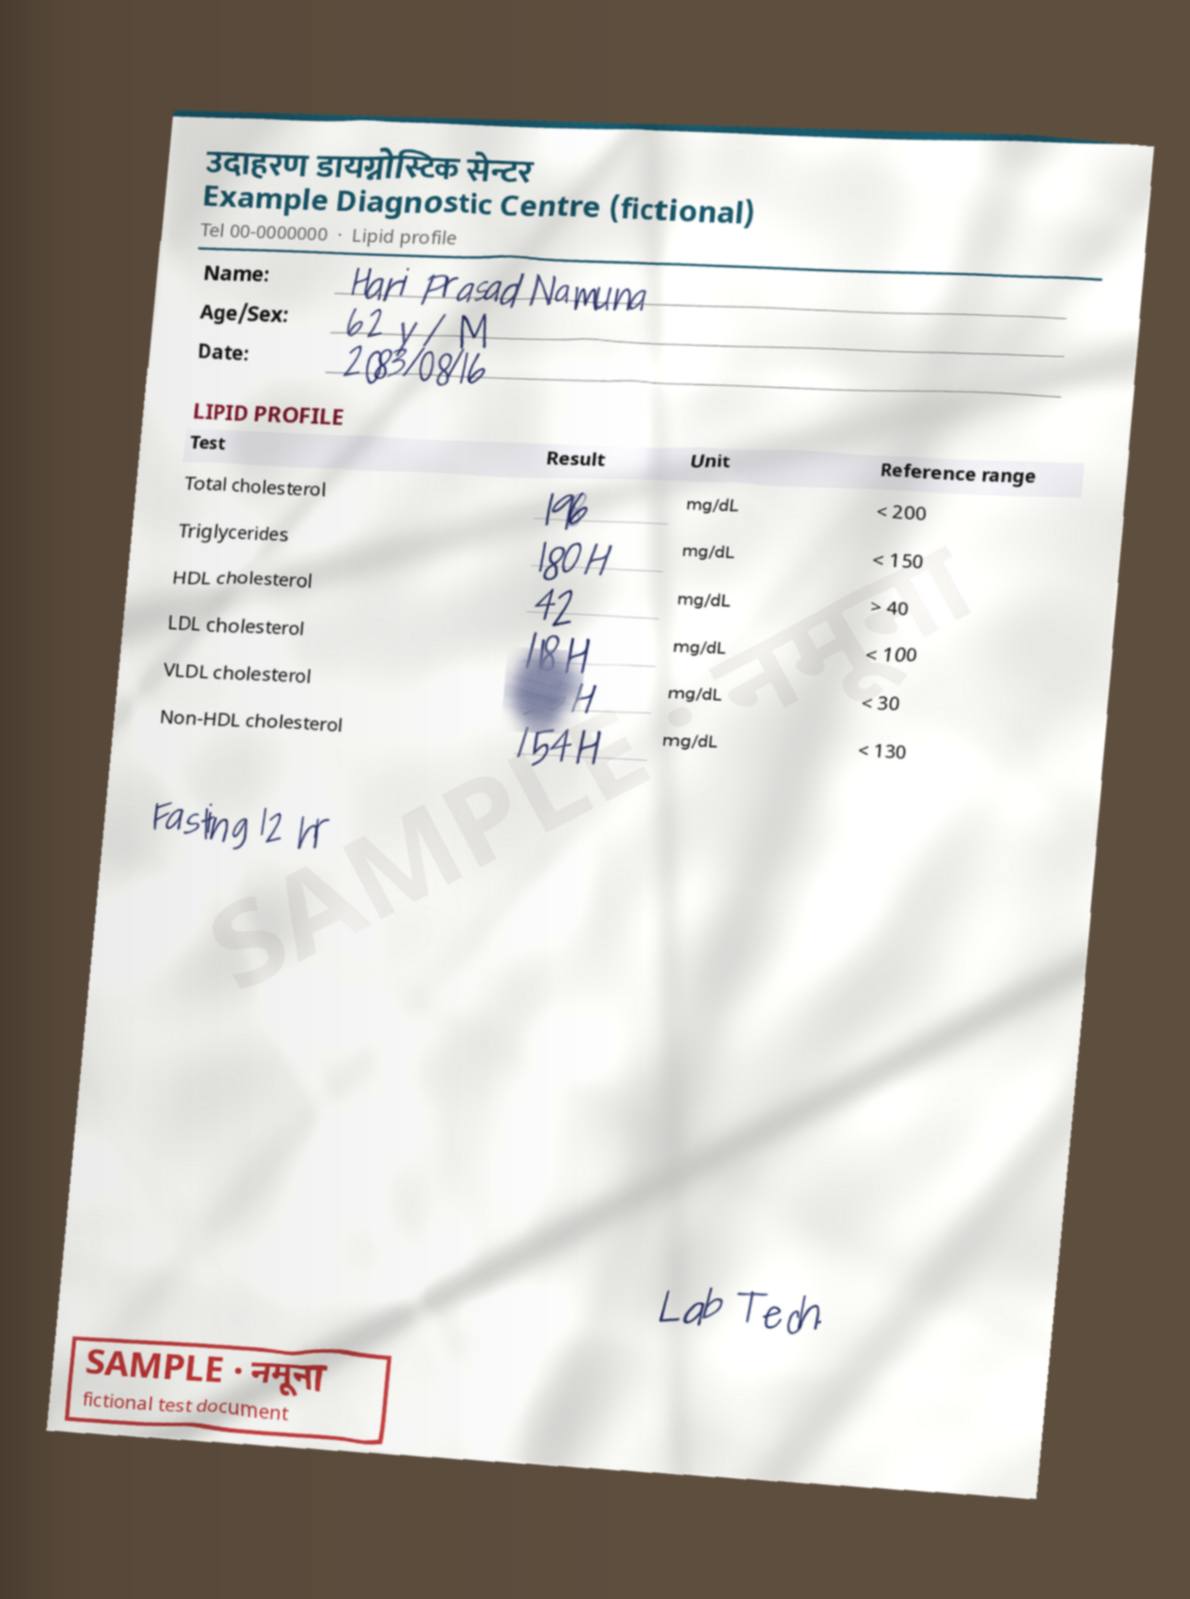 उदाहरण डायग्नोस्टिक सेन्टर
Example Diagnostic Centre (fictional)
Tel 00-0000000 · Lipid profile
Name: Hari Prasad Namuna
Age/Sex: 62 y / M
Date: 2083/08/16
LIPID PROFILE
Test Result Unit Reference range
Total cholesterol 196 mg/dL < 200
Triglycerides 180 H mg/dL < 150
HDL cholesterol 42 mg/dL > 40
LDL cholesterol 118 H mg/dL < 100
VLDL cholesterol H mg/dL < 30
Non-HDL cholesterol 154 H mg/dL < 130
Fasting 12 hr
SAMPLE · नमूना
Lab Tech
SAMPLE · नमूना
fictional test document